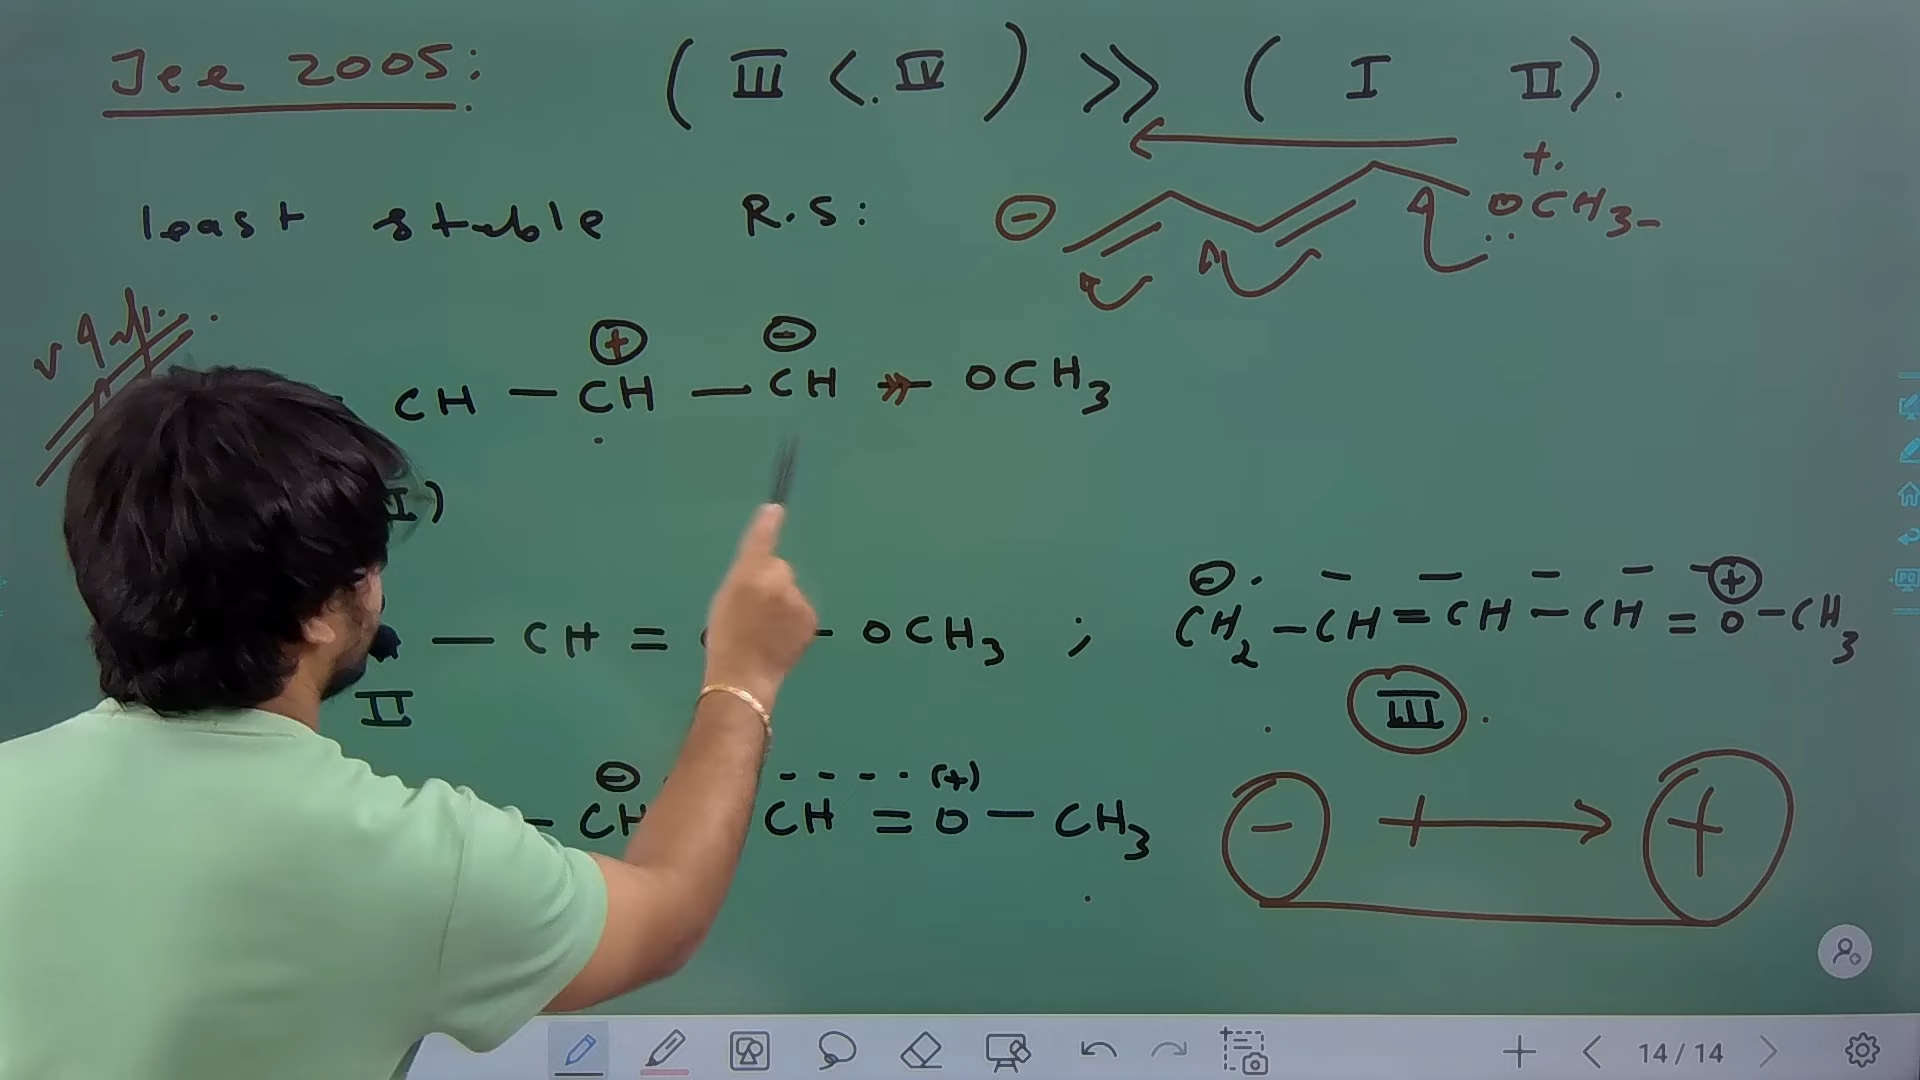 Jee 2005: ( III < IV ) >> ( I II ).
least stable R.S: ⊖ + OCH3
⊕ ⊖
CH — CH — CH — OCH3
I)
— CH = — OCH3 ;
II
⊖ ⊕
CH2 — CH = CH — CH = O — CH3
III
⊖ (+)
— CH CH = O — CH3
− +
14/14